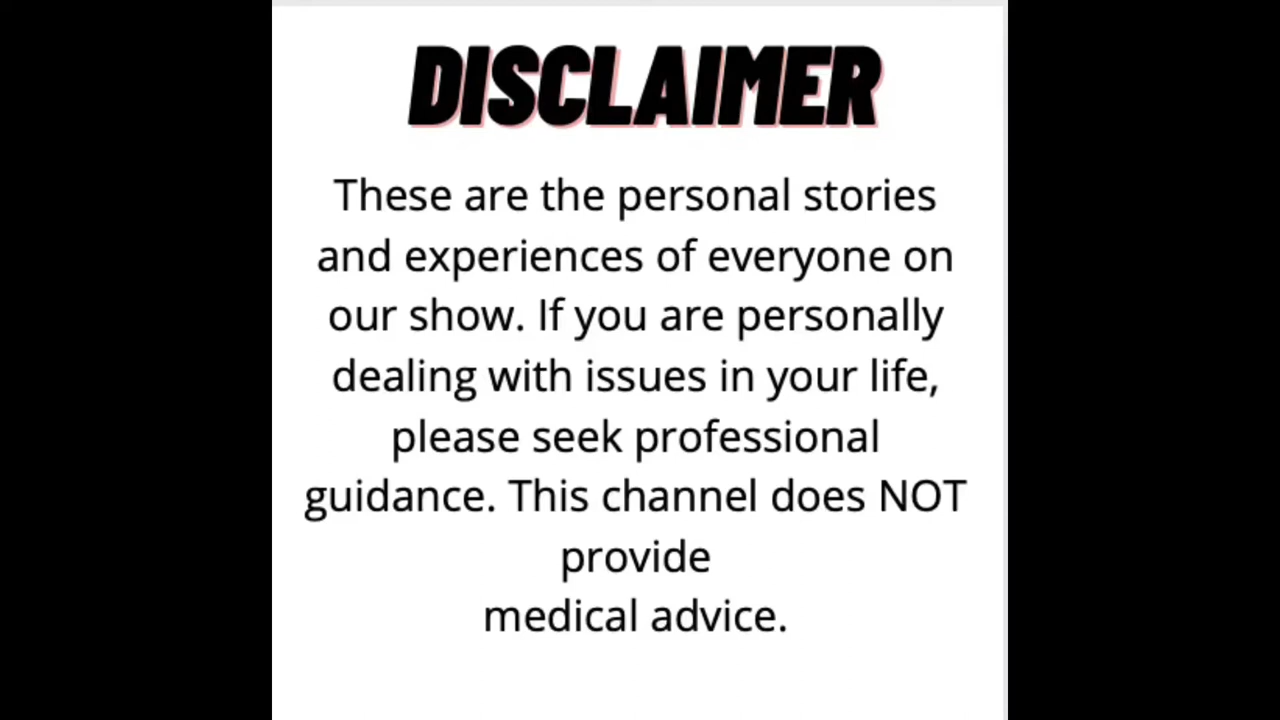 DISCLAIMER
These are the personal stories
and experiences of everyone on
our show. If you are personally
dealing with issues in your life,
please seek professional
guidance. This channel does NOT
provide
medical advice.